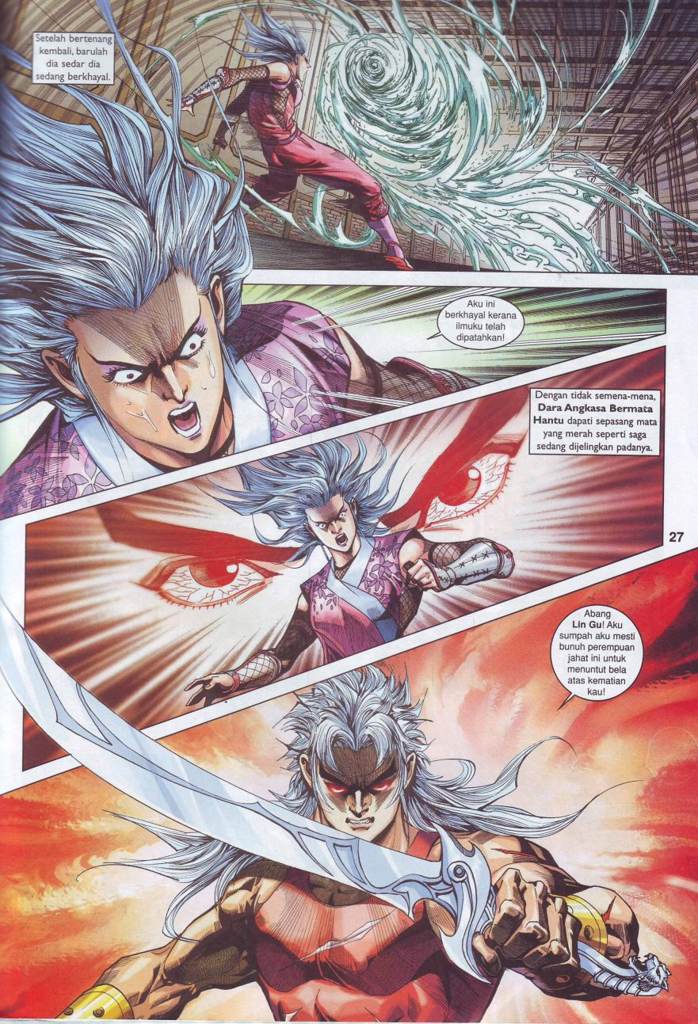 Setelah bertenang
kembali, barulah
dia sedar dia
sedang berkhayal.
Aku ini
berkhayal kerana
ilmuku telah
dipatahkan!
Dengan tidak semena-mena,
Dara Angkasa Bermata
Hantu dapati sepasang mata
yang merah seperti saga
sedang dijelingkan padanya.
27
Abang
Lin Gu! Aku
sumpah aku mesti
bunuh perempuan
jahat ini untuk
menuntut bela
atas kematian
kau!